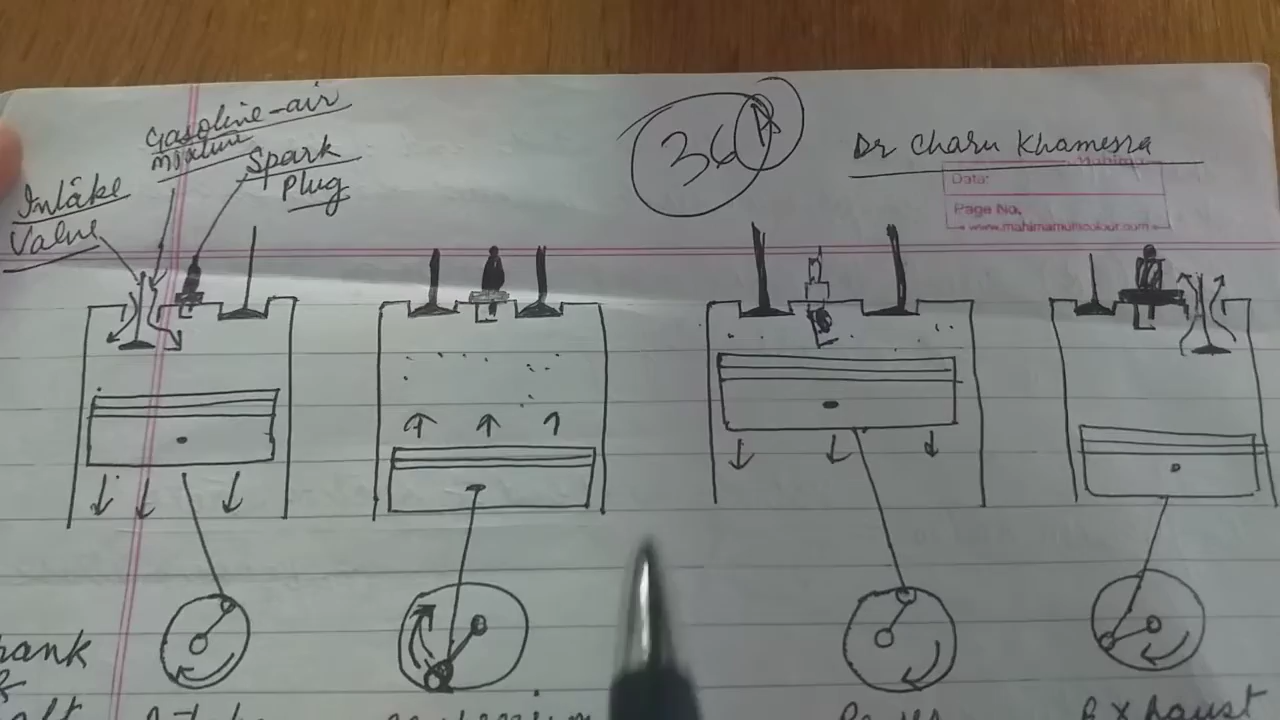 Gasoline-air
mixture
Spark
Plug
Intake
Valve
36
Dr Charu Khamesra
Date:
Page No.
www.mahimamulticolour.com
Exhaust